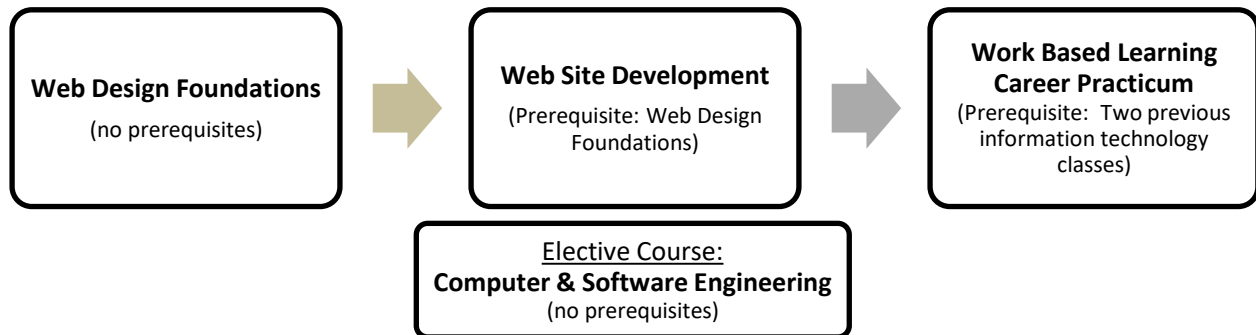 Web Design Foundations
(no prerequisites)
Web Site Development
(Prerequisite: Web Design
Foundations)
Work Based Learning
Career Practicum
(Prerequisite:  Two previous
information technology
classes)
Elective Course:
Computer & Software Engineering
(no prerequisites)